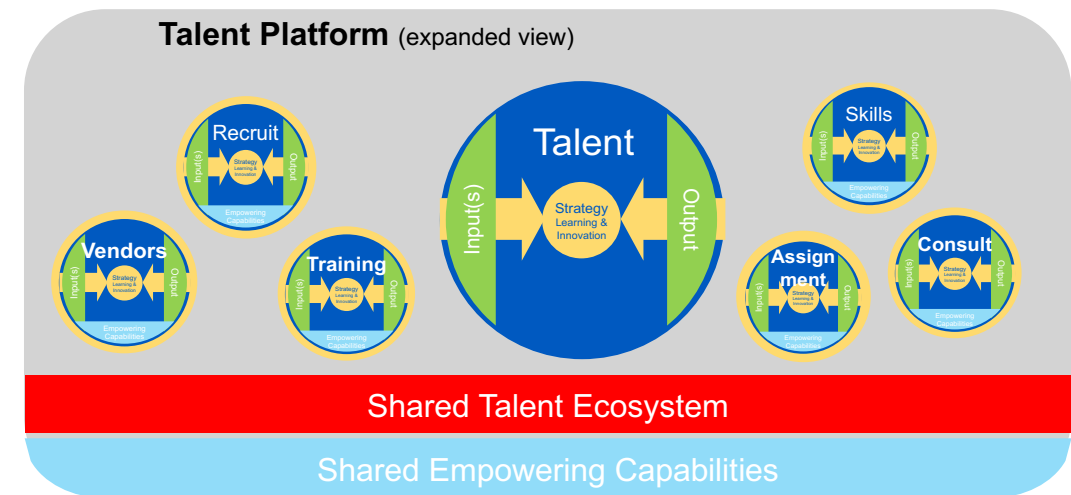 Talent Platform (expanded view)
Recruit
Input(s)
Strategy
Learning &
Innovation
Output
Empowering
Capabilities
Vendors
Input(s)
Strategy
Learning &
Innovation
Output
Empowering
Capabilities
Training
Input(s)
Strategy
Learning &
Innovation
Output
Empowering
Capabilities
Talent
Input(s)
Strategy
Learning &
Innovation
Output
Skills
Input(s)
Strategy
Learning &
Innovation
Output
Empowering
Capabilities
Assign
ment
Input(s)
Strategy
Learning &
Innovation
Output
Empowering
Capabilities
Consult
Input(s)
Strategy
Learning &
Innovation
Output
Empowering
Capabilities
Shared Talent Ecosystem
Shared Empowering Capabilities